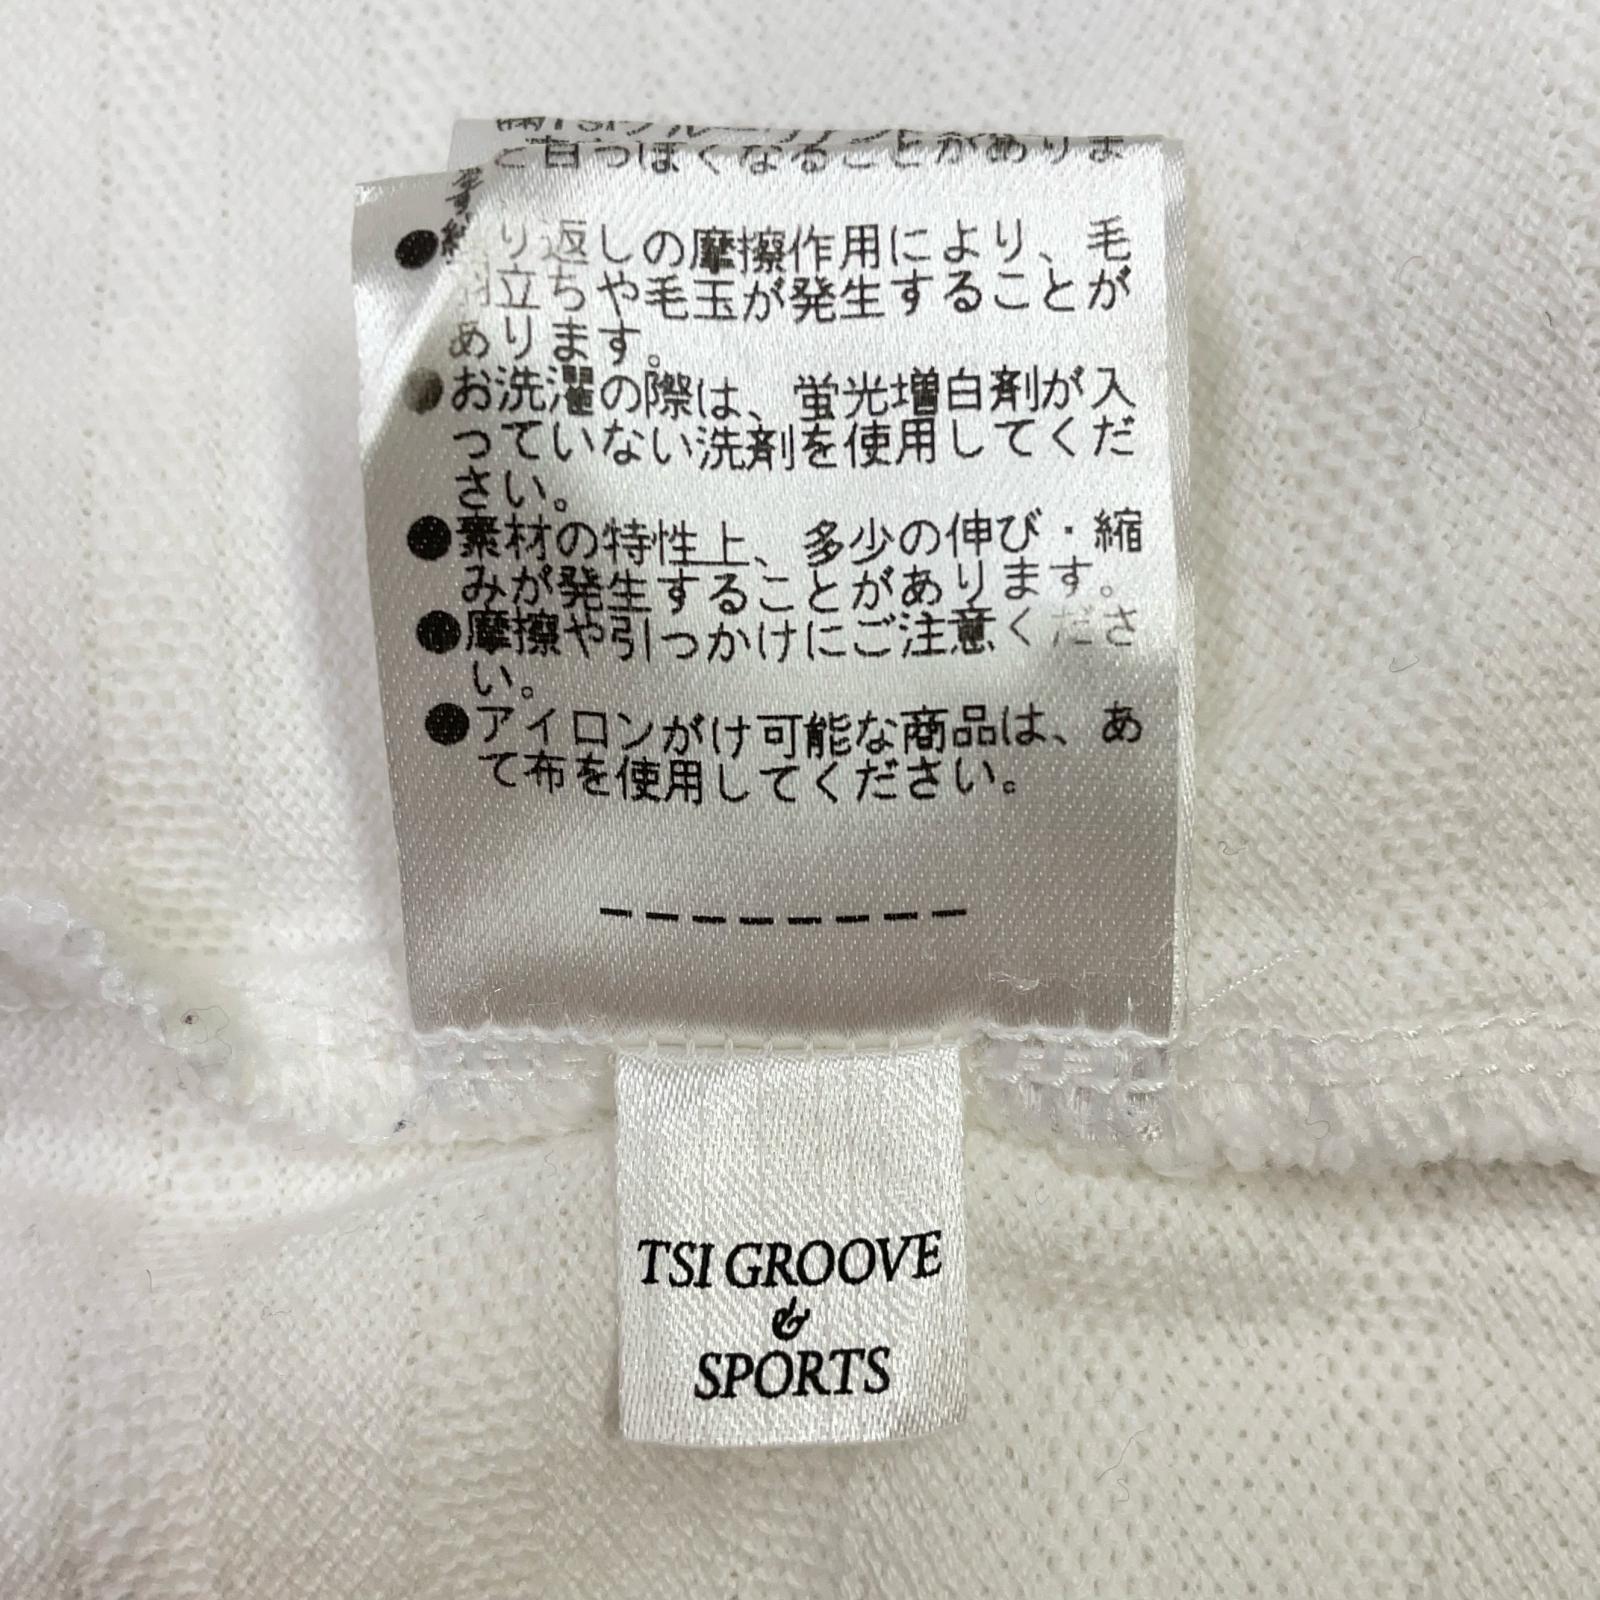 と白っぽくなることがありま
す
●繰り返しの摩擦作用により、毛
羽立ちや毛玉が発生することが
あります。
●お洗濯の際は、蛍光増白剤が入
っていない洗剤を使用してくだ
さい。
●素材の特性上、多少の伸び・縮
みが発生することがあります。
●摩擦や引っかけにご注意くださ
い。
●アイロンがけ可能な商品は、あ
て布を使用してください。
--------
TSI GROOVE
&
SPORTS